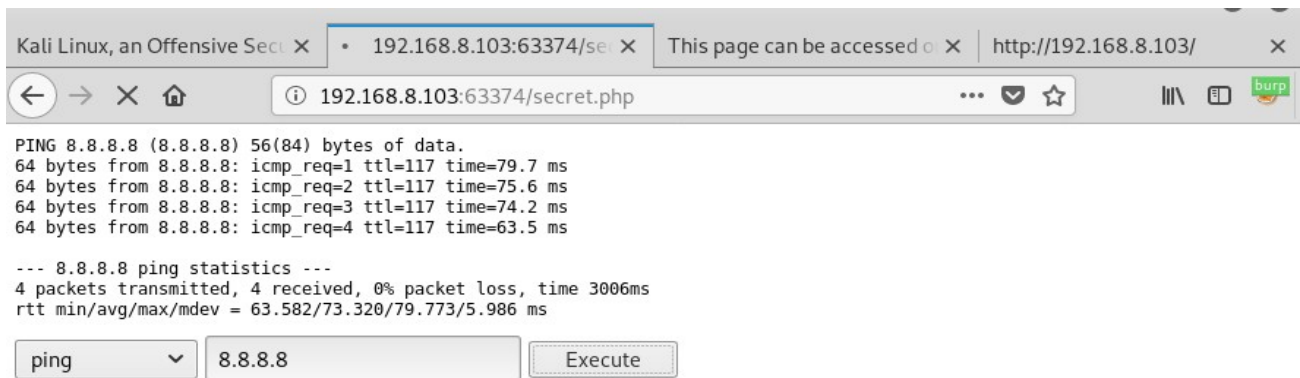 Kali Linux, an Offensive Sec
192.168.8.103:63374/se
This page can be accessed o
http://192.168.8.103/
192.168.8.103:63374/secret.php
burp
PING 8.8.8.8 (8.8.8.8) 56(84) bytes of data.
64 bytes from 8.8.8.8: icmp_req=1 ttl=117 time=79.7 ms
64 bytes from 8.8.8.8: icmp_req=2 ttl=117 time=75.6 ms
64 bytes from 8.8.8.8: icmp_req=3 ttl=117 time=74.2 ms
64 bytes from 8.8.8.8: icmp_req=4 ttl=117 time=63.5 ms
--- 8.8.8.8 ping statistics ---
4 packets transmitted, 4 received, 0% packet loss, time 3006ms
rtt min/avg/max/mdev = 63.582/73.320/79.773/5.986 ms
ping 8.8.8.8 Execute